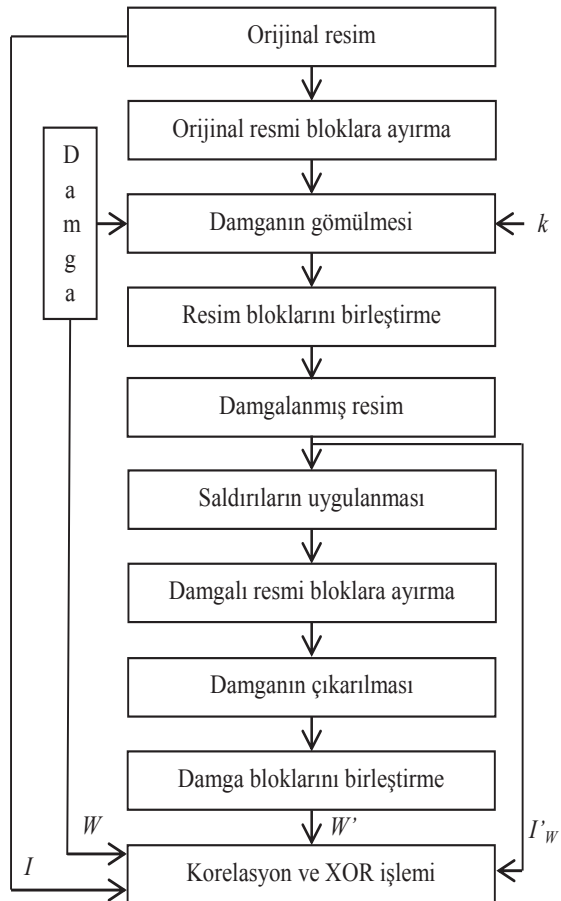 Orijinal resim
Orijinal resmi bloklara ayırma
Damga
Damganın gömülmesi
k
Resim bloklarını birleştirme
Damgalanmış resim
Saldırıların uygulanması
Damgalı resmi bloklara ayırma
Damganın çıkarılması
Damga bloklarını birleştirme
W
W’
I’W
I
Korelasyon ve XOR işlemi